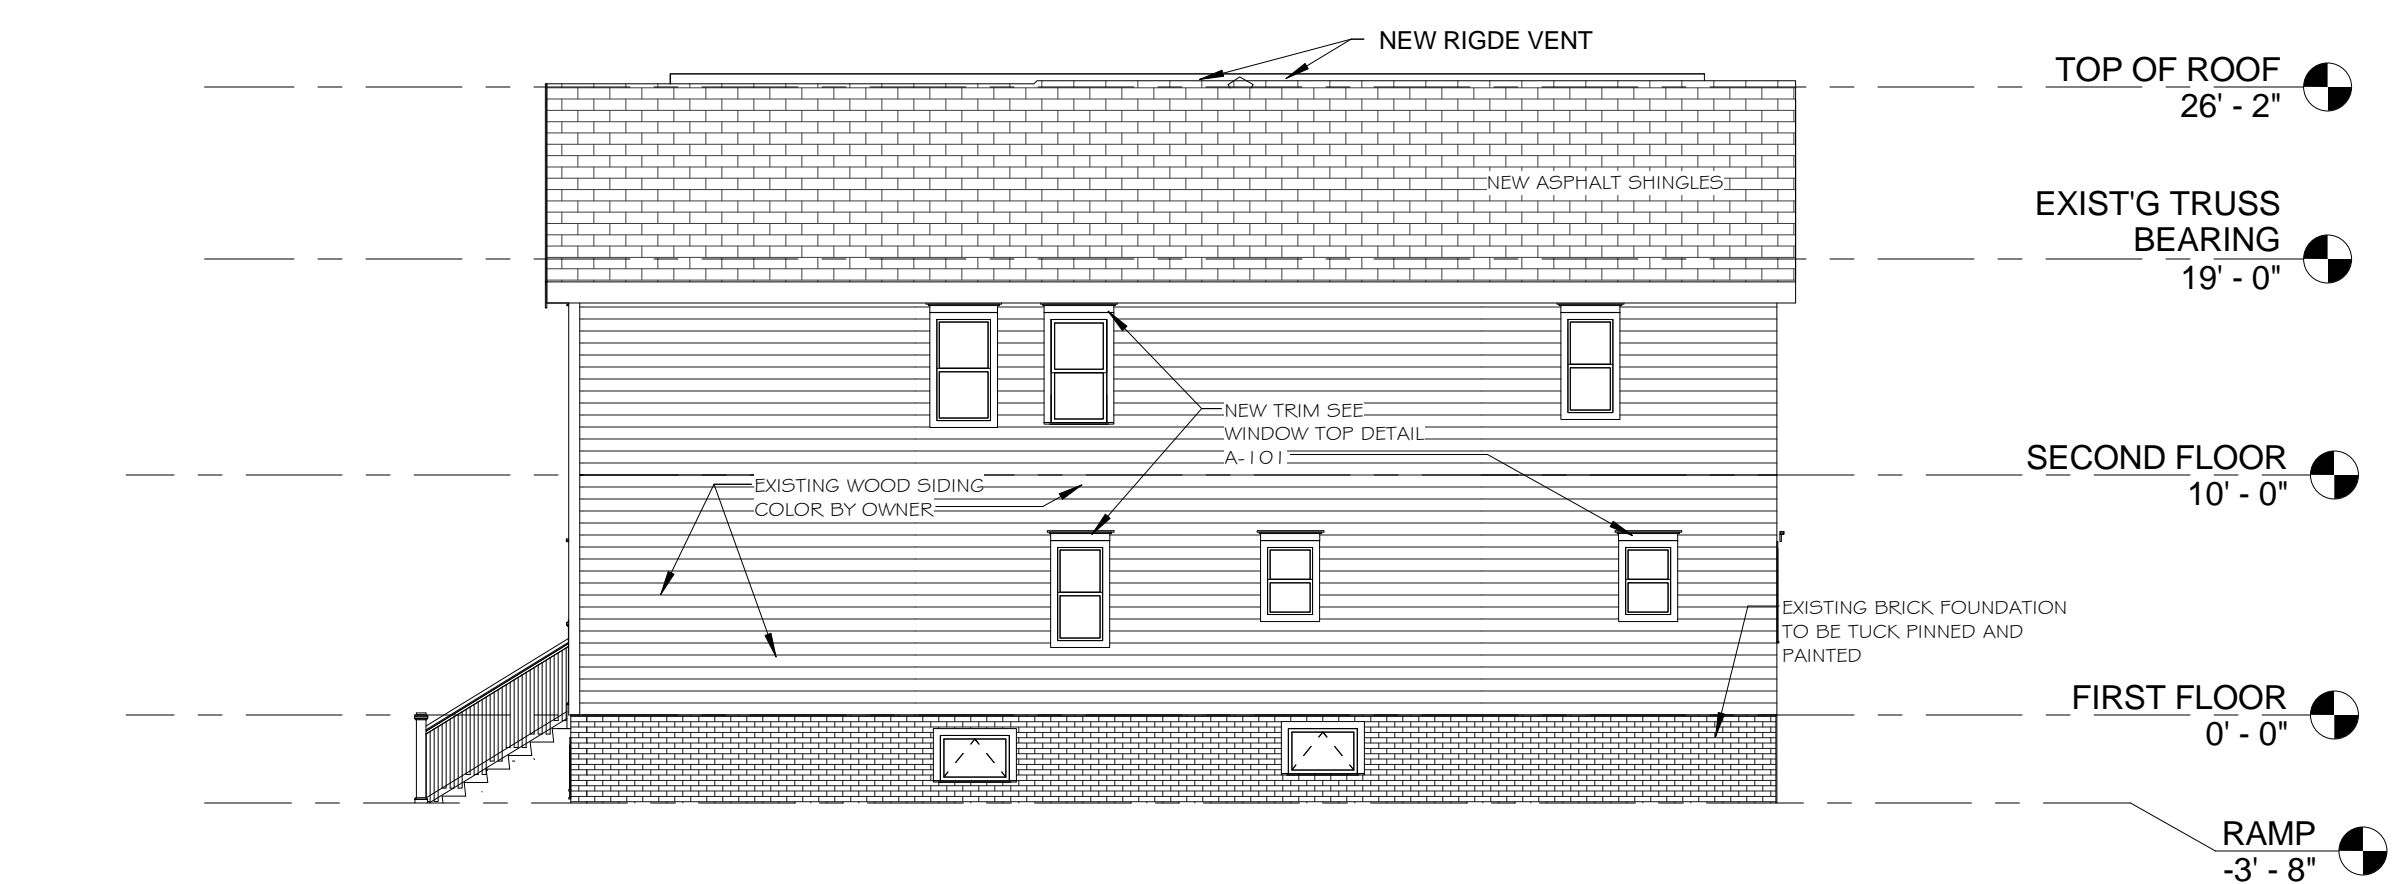 NEW RIGDE VENT
TOP OF ROOF
26' - 2"
NEW ASPHALT SHINGLES
EXIST'G TRUSS
BEARING
19' - 0"
NEW TRIM SEE
WINDOW TOP DETAIL
A-101
SECOND FLOOR
10' - 0"
EXISTING WOOD SIDING
COLOR BY OWNER
EXISTING BRICK FOUNDATION
TO BE TUCK PINNED AND
PAINTED
FIRST FLOOR
0' - 0"
RAMP
-3' - 8"